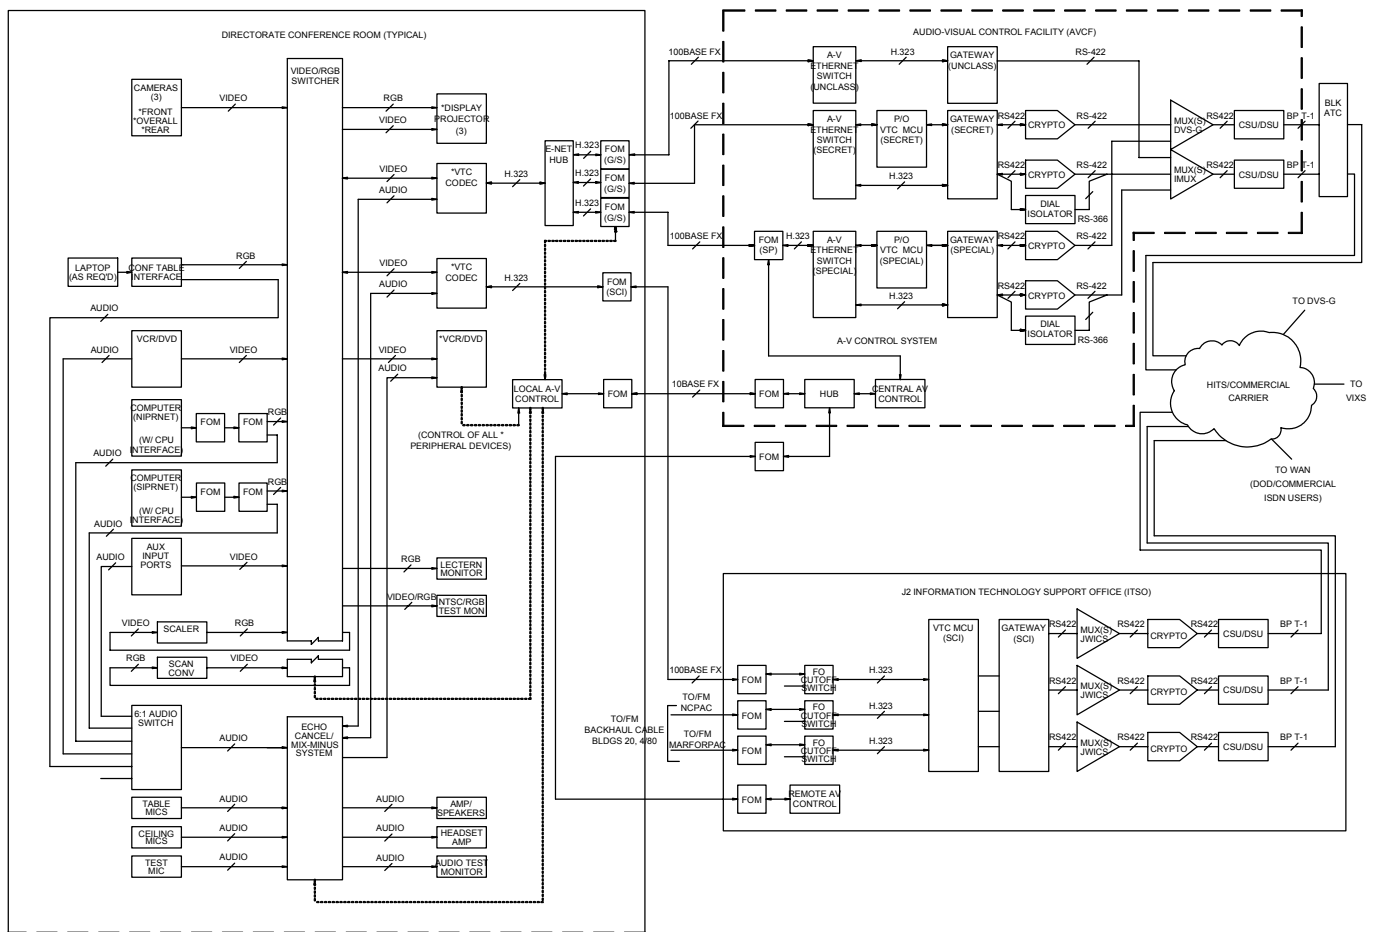 DIRECTORATE CONFERENCE ROOM (TYPICAL)
CAMERAS
(3)
*FRONT
*OVERALL
*REAR
VIDEO
VIDEO/RGB
SWITCHER
RGB
VIDEO
*DISPLAY
PROJECTOR
(3)
VIDEO
AUDIO
*VTC
CODEC
H.323
E-NET
HUB
H.323
H.323
H.323
FOM
(G/S)
FOM
(G/S)
FOM
(G/S)
LAPTOP
(AS REQ'D)
CONF TABLE
INTERFACE
RGB
AUDIO
VIDEO
AUDIO
*VTC
CODEC
H.323
FOM
(SCI)
AUDIO
VCR/DVD
VIDEO
VIDEO
AUDIO
*VCR/DVD
LOCAL A-V
CONTROL
FOM
(CONTROL OF ALL *
PERIPHERAL DEVICES)
COMPUTER
(NIPRNET)
(W/ CPU
INTERFACE)
FOM
FOM
RGB
AUDIO
COMPUTER
(SIPRNET)
(W/ CPU
INTERFACE)
FOM
FOM
RGB
AUDIO
AUDIO
AUX
INPUT
PORTS
VIDEO
RGB
LECTERN
MONITOR
VIDEO/RGB
NTSC/RGB
TEST MON
VIDEO
SCALER
RGB
RGB
SCAN
CONV
VIDEO
6:1 AUDIO
SWITCH
AUDIO
ECHO
CANCEL/
MIX-MINUS
SYSTEM
TABLE
MICS
AUDIO
AUDIO
AMP/
SPEAKERS
CEILING
MICS
AUDIO
AUDIO
HEADSET
AMP
TEST
MIC
AUDIO
AUDIO
AUDIO TEST
MONITOR
AUDIO-VISUAL CONTROL FACILITY (AVCF)
100BASE FX
A-V
ETHERNET
SWITCH
(UNCLASS)
H.323
GATEWAY
(UNCLASS)
RS-422
100BASE FX
A-V
ETHERNET
SWITCH
(SECRET)
P/O
VTC MCU
(SECRET)
H.323
GATEWAY
(SECRET)
RS422
CRYPTO
RS-422
RS422
CRYPTO
RS-422
DIAL
ISOLATOR
RS-366
MUX(S)
DVS-G
RS422
CSU/DSU
BP T-1
MUX(S)
IMUX
RS422
CSU/DSU
BP T-1
BLK
ATC
100BASE FX
FOM
(SP)
H.323
A-V
ETHERNET
SWITCH
(SPECIAL)
P/O
VTC MCU
(SPECIAL)
H.323
GATEWAY
(SPECIAL)
RS422
CRYPTO
RS-422
RS422
CRYPTO
RS-422
DIAL
ISOLATOR
RS-366
A-V CONTROL SYSTEM
10BASE FX
FOM
HUB
CENTRAL AV
CONTROL
FOM
TO DVS-G
HITS/COMMERCIAL
CARRIER
TO
VIXS
TO WAN
(DOD/COMMERCIAL
ISDN USERS)
J2 INFORMATION TECHNOLOGY SUPPORT OFFICE (ITSO)
100BASE FX
FOM
FO
CUTOFF
SWITCH
H.323
TO/FM
NCPAC
FOM
FO
CUTOFF
SWITCH
H.323
TO/FM
BACKHAUL CABLE
BLDGS 20, 4/80
TO/FM
MARFORPAC
FOM
FO
CUTOFF
SWITCH
H.323
FOM
REMOTE AV
CONTROL
VTC MCU
(SCI)
GATEWAY
(SCI)
RS422
MUX(S)
JWICS
RS422
CRYPTO
RS422
CSU/DSU
BP T-1
RS422
MUX(S)
JWICS
RS422
CRYPTO
RS422
CSU/DSU
BP T-1
RS422
MUX(S)
JWICS
RS422
CRYPTO
RS422
CSU/DSU
BP T-1